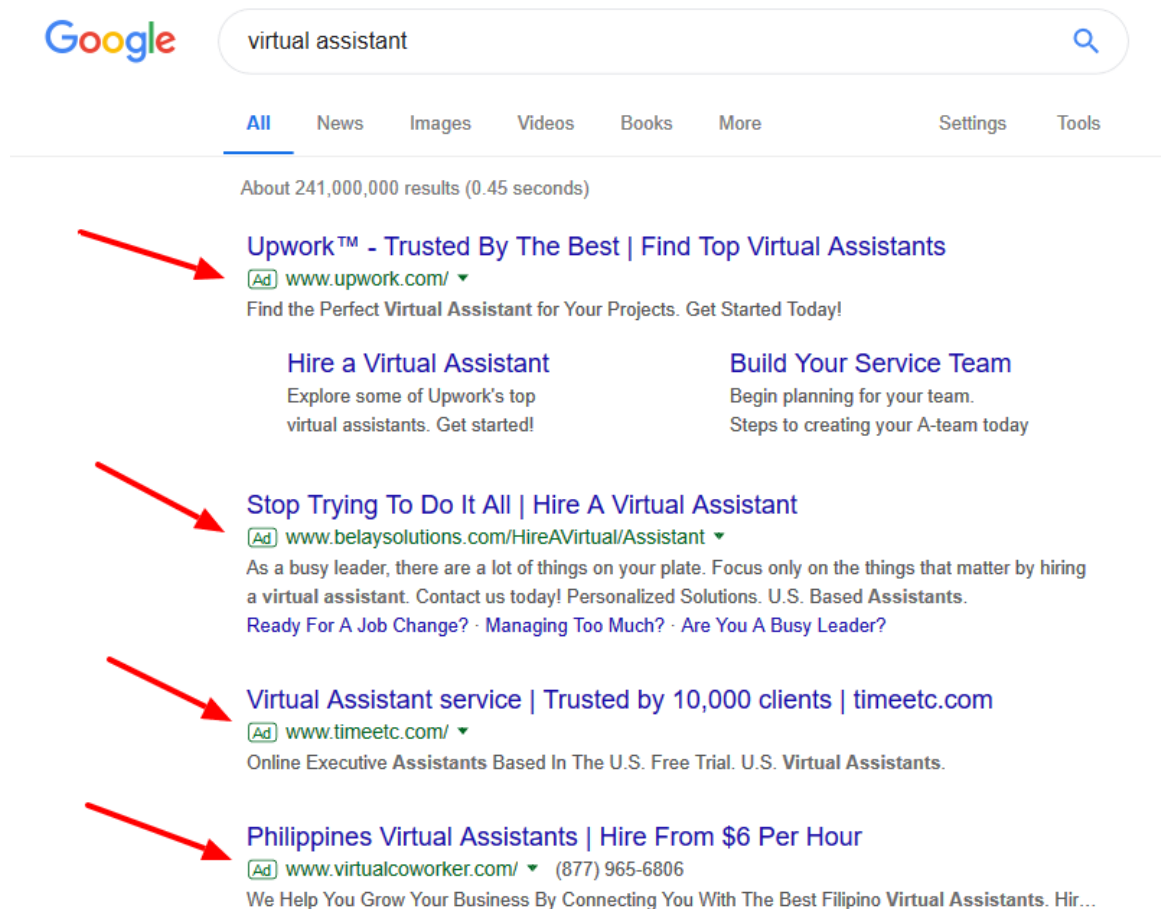 Google
virtual assistant
All News Images Videos Books More Settings Tools
About 241,000,000 results (0.45 seconds)
Upwork™ - Trusted By The Best | Find Top Virtual Assistants
Ad www.upwork.com/
Find the Perfect Virtual Assistant for Your Projects. Get Started Today!
Hire a Virtual Assistant
Explore some of Upwork's top
virtual assistants. Get started!
Build Your Service Team
Begin planning for your team.
Steps to creating your A-team today
Stop Trying To Do It All | Hire A Virtual Assistant
Ad www.belaysolutions.com/HireAVirtual/Assistant
As a busy leader, there are a lot of things on your plate. Focus only on the things that matter by hiring
a virtual assistant. Contact us today! Personalized Solutions. U.S. Based Assistants.
Ready For A Job Change? · Managing Too Much? · Are You A Busy Leader?
Virtual Assistant service | Trusted by 10,000 clients | timeetc.com
Ad www.timeetc.com/
Online Executive Assistants Based In The U.S. Free Trial. U.S. Virtual Assistants.
Philippines Virtual Assistants | Hire From $6 Per Hour
Ad www.virtualcoworker.com/ (877) 965-6806
We Help You Grow Your Business By Connecting You With The Best Filipino Virtual Assistants. Hir...